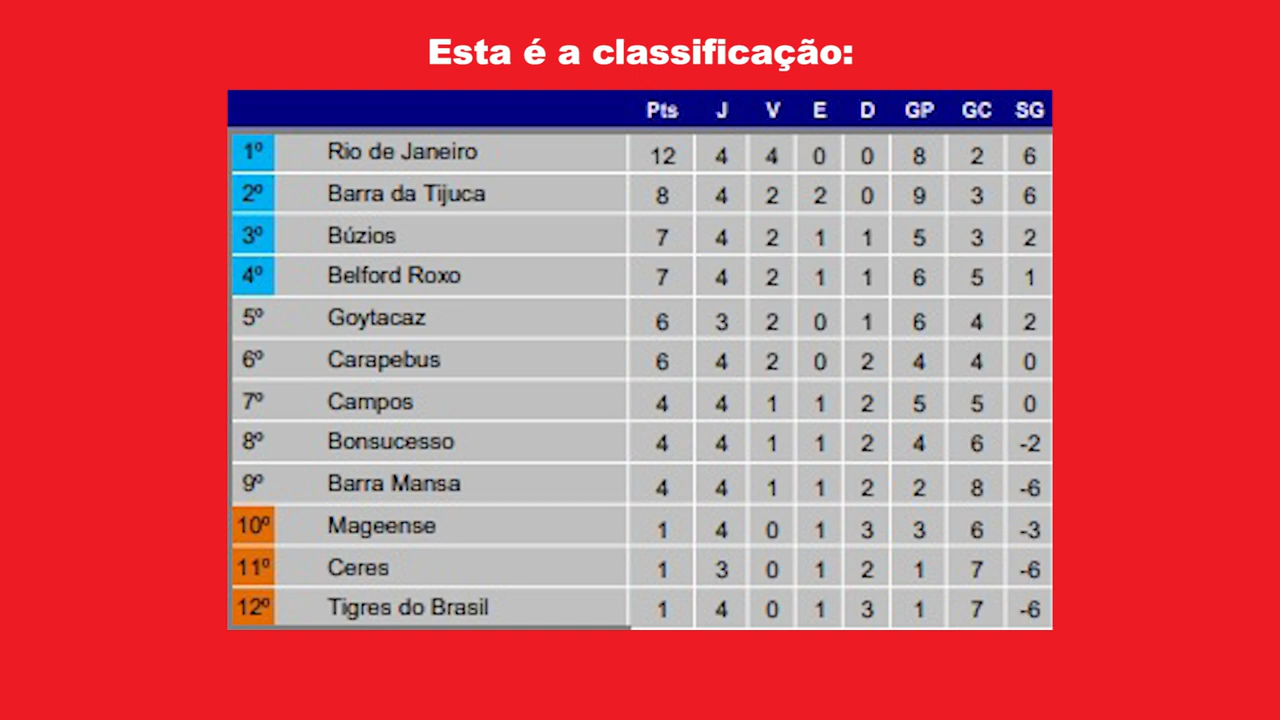 Esta é a classificação:
Pts J V E D GP GC SG
1º Rio de Janeiro 12 4 4 0 0 8 2 6
2º Barra da Tijuca 8 4 2 2 0 9 3 6
3º Búzios 7 4 2 1 1 5 3 2
4º Belford Roxo 7 4 2 1 1 6 5 1
5º Goytacaz 6 3 2 0 1 6 4 2
6º Carapebus 6 4 2 0 2 4 4 0
7º Campos 4 4 1 1 2 5 5 0
8º Bonsucesso 4 4 1 1 2 4 6 -2
9º Barra Mansa 4 4 1 1 2 2 8 -6
10º Mageense 1 4 0 1 3 3 6 -3
11º Ceres 1 3 0 1 2 1 7 -6
12º Tigres do Brasil 1 4 0 1 3 1 7 -6